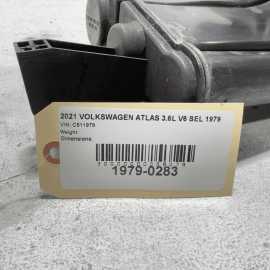 2021 VOLKSWAGEN ATLAS 3.6L V6 SEL 1979
VIN: C511979
Weight:
Dimensions:
1979-0283